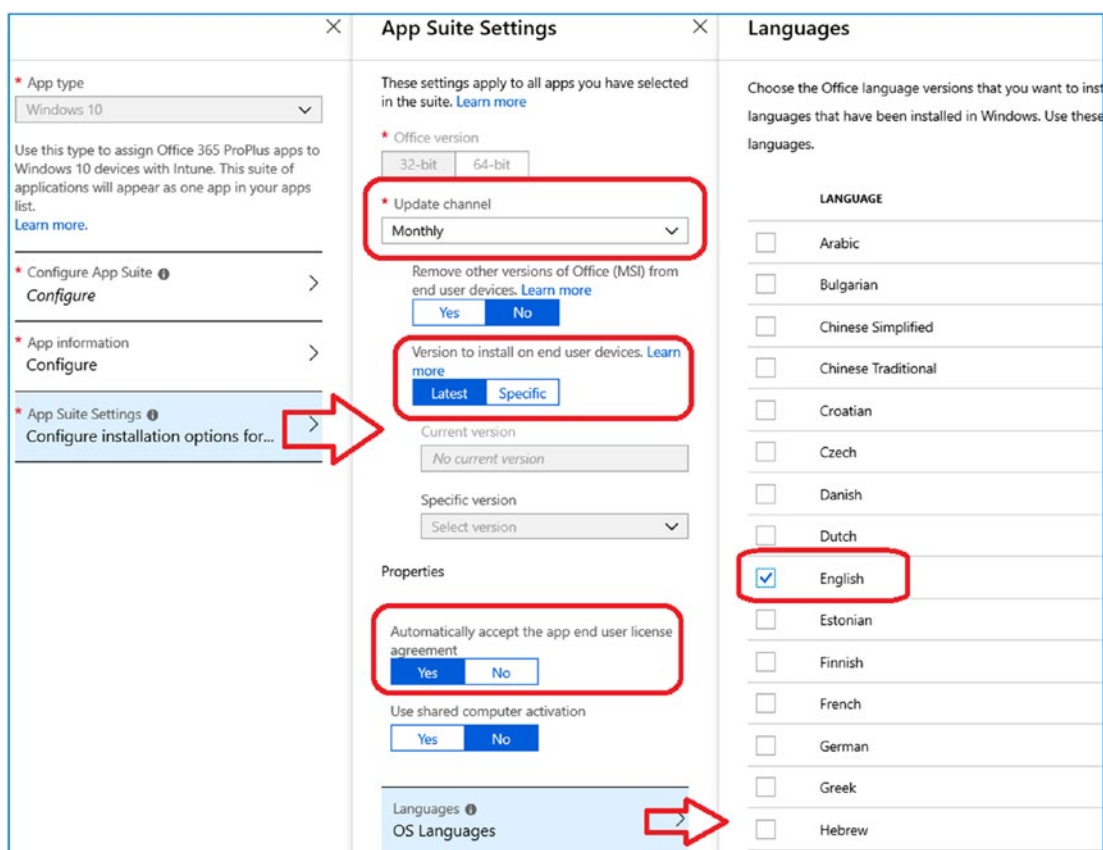 * App type
Windows 10
Use this type to assign Office 365 ProPlus apps to
Windows 10 devices with Intune. This suite of
applications will appear as one app in your apps
list.
Learn more.
* Configure App Suite
Configure
* App information
Configure
* App Suite Settings
Configure installation options for...
App Suite Settings
These settings apply to all apps you have selected
in the suite. Learn more
* Office version
32-bit 64-bit
* Update channel
Monthly
Remove other versions of Office (MSI) from
end user devices. Learn more
Yes No
Version to install on end user devices. Learn
more
Latest Specific
Current version
No current version
Specific version
Select version
Properties
Automatically accept the app end user license
agreement
Yes No
Use shared computer activation
Yes No
Languages
OS Languages
Languages
Choose the Office language versions that you want to inst
languages that have been installed in Windows. Use these
languages.
LANGUAGE
Arabic
Bulgarian
Chinese Simplified
Chinese Traditional
Croatian
Czech
Danish
Dutch
English
Estonian
Finnish
French
German
Greek
Hebrew